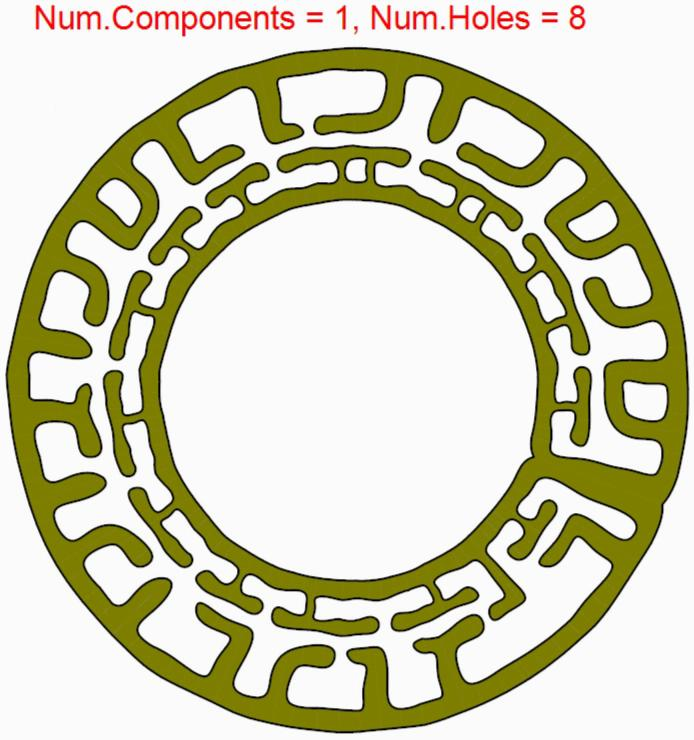 Num.Components = 1, Num.Holes = 8